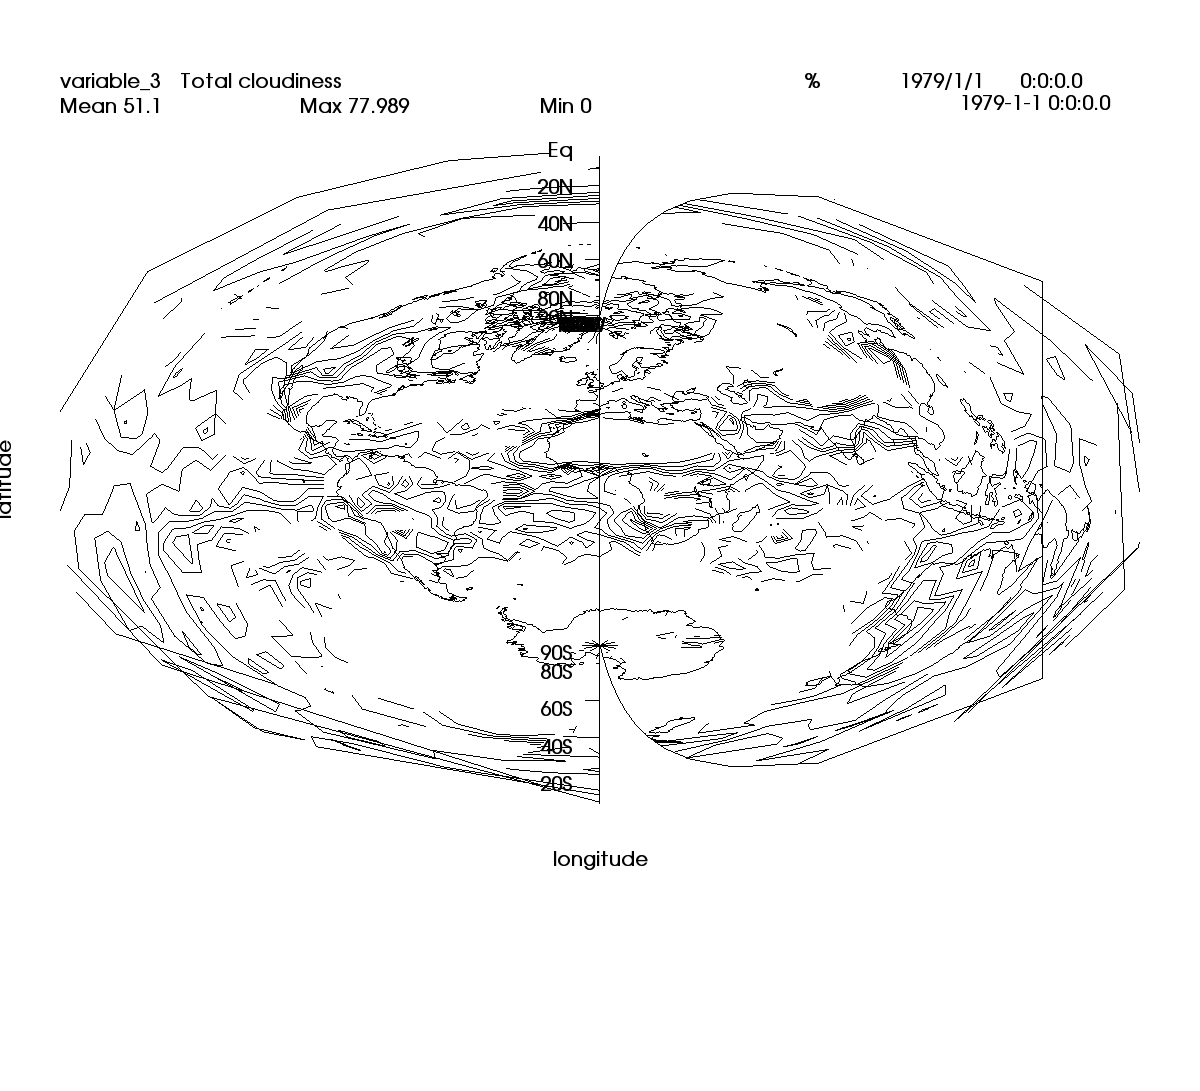 variable_3 Total cloudiness % 1979/1/1 0:0:0.0
Mean 51.1 Max 77.989 Min 0 1979-1-1 0:0:0.0
Eq
20N
40N
60N
80N
90N
latitude
90S
80S
60S
40S
20S
longitude